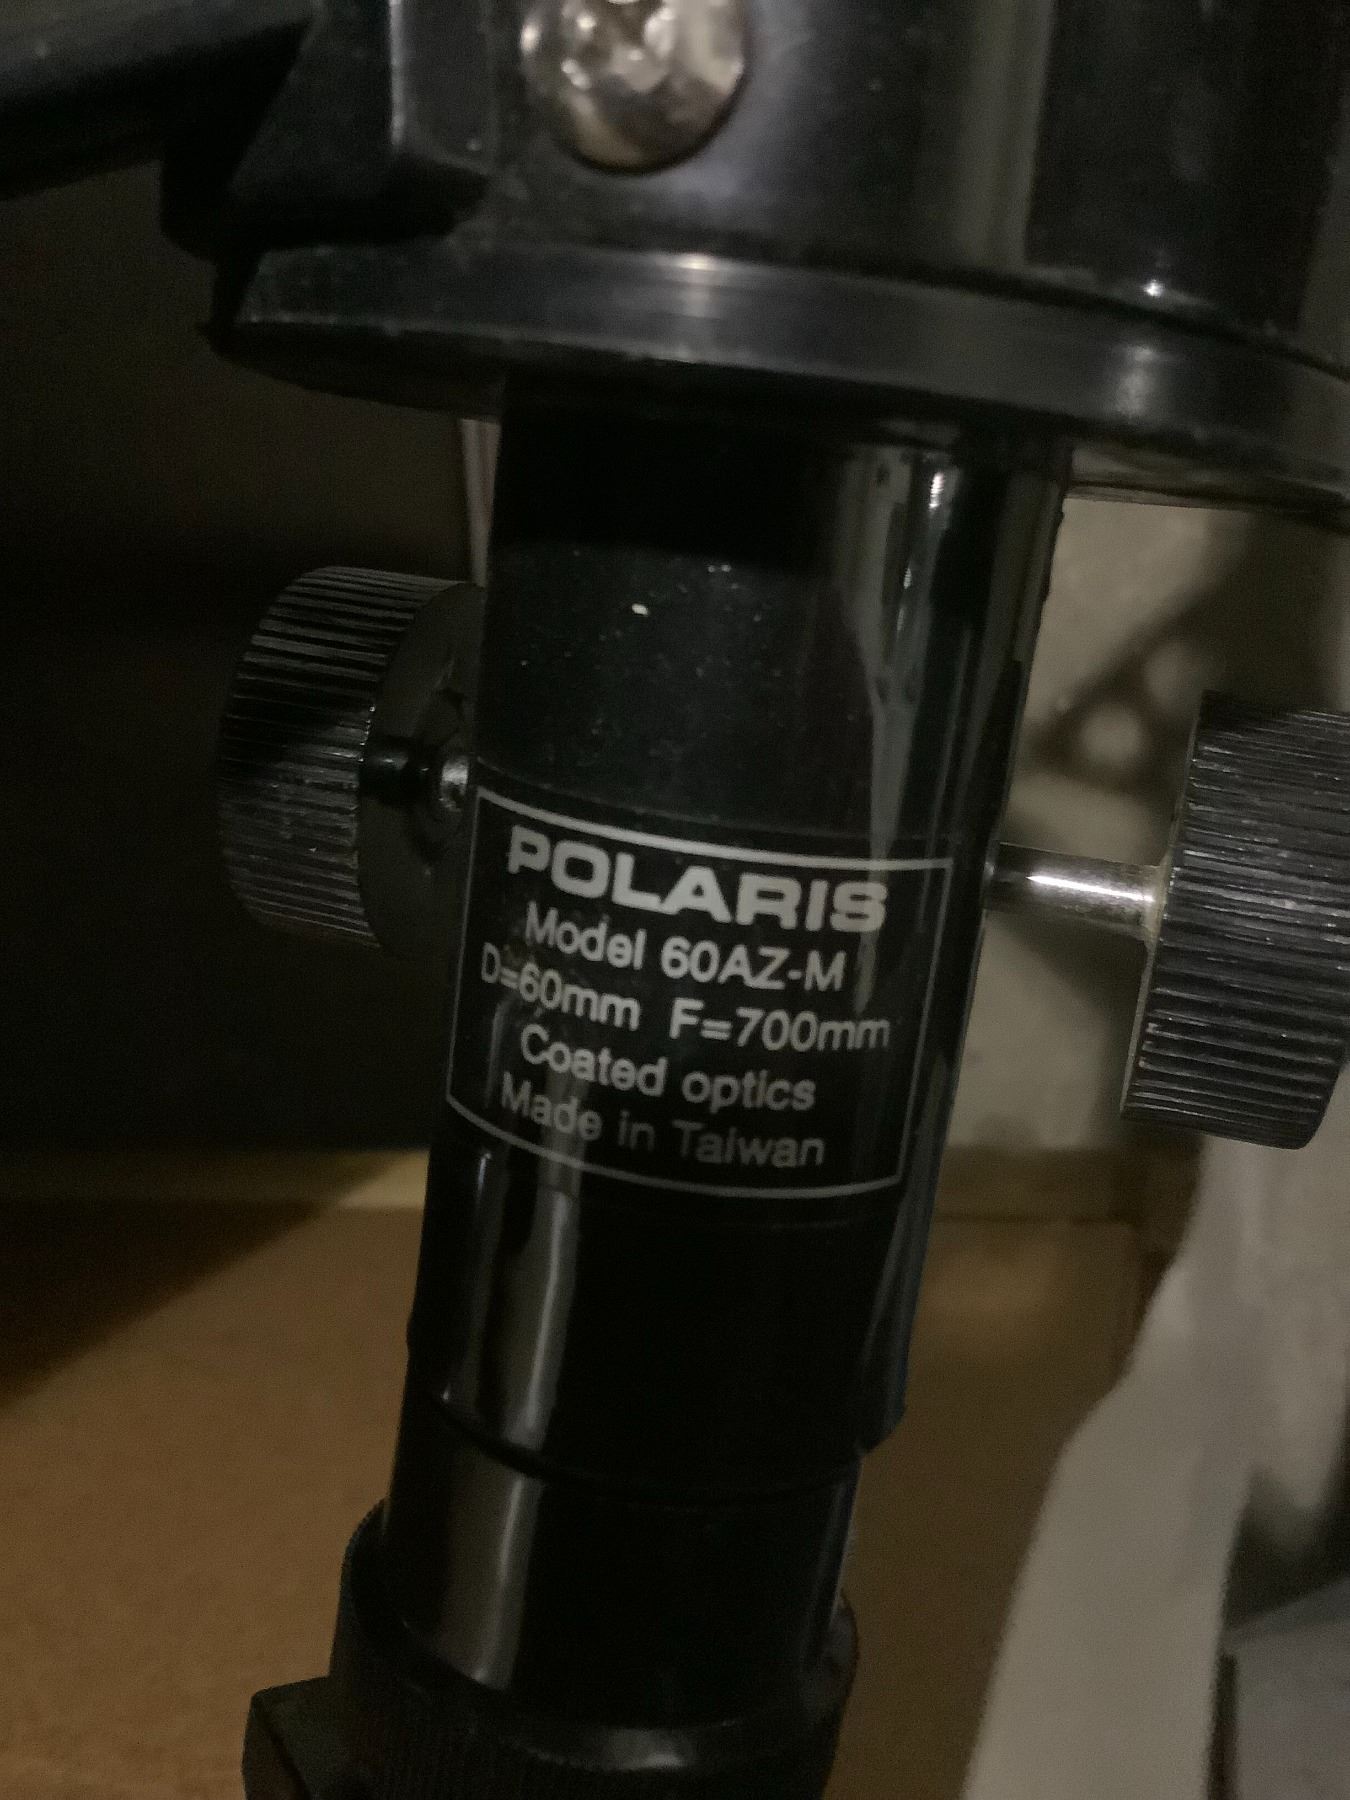 POLARIS
Model 60AZ-M
D=60mm F=700mm
Coated optics
Made in Taiwan